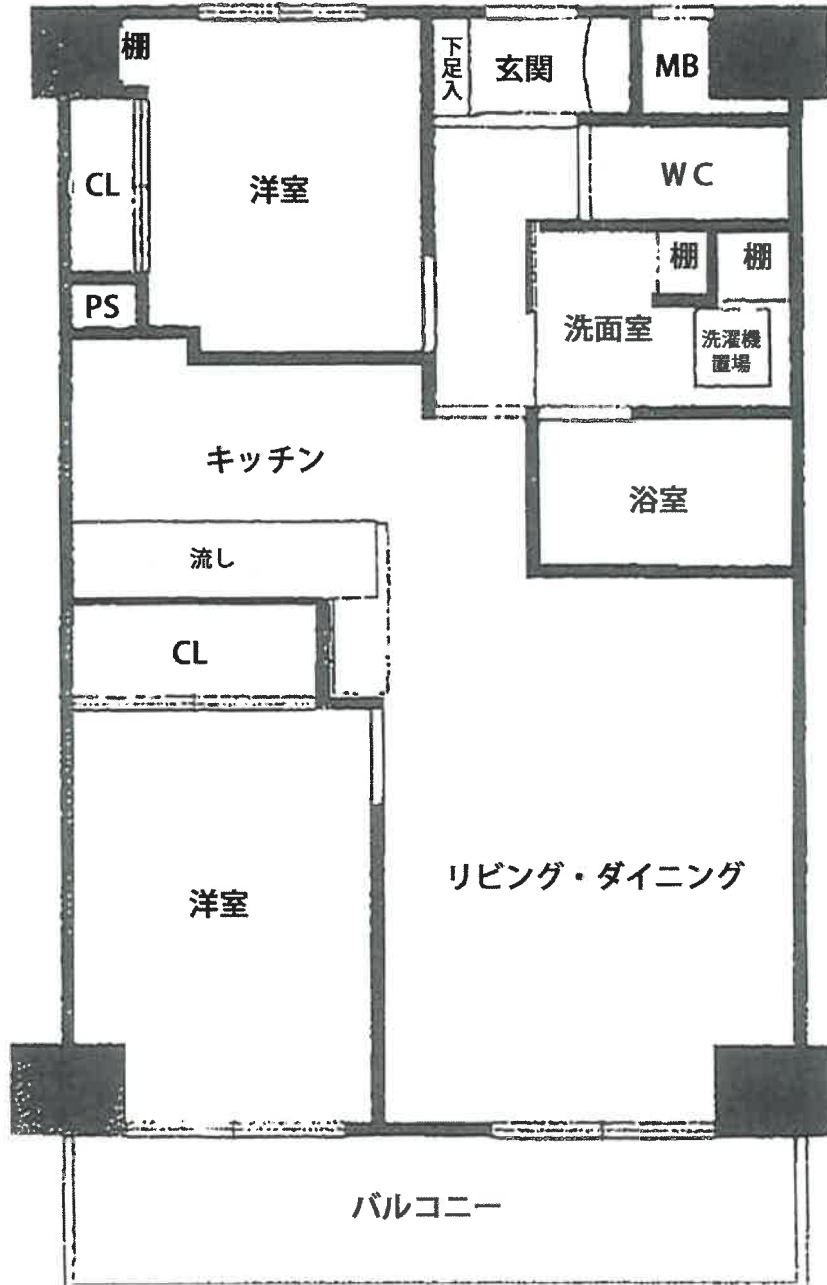 棚
下足入
玄関
MB
CL
洋室
WC
棚
棚
PS
洗面室
洗濯機
置場
キッチン
浴室
流し
CL
洋室
リビング・ダイニング
バルコニー